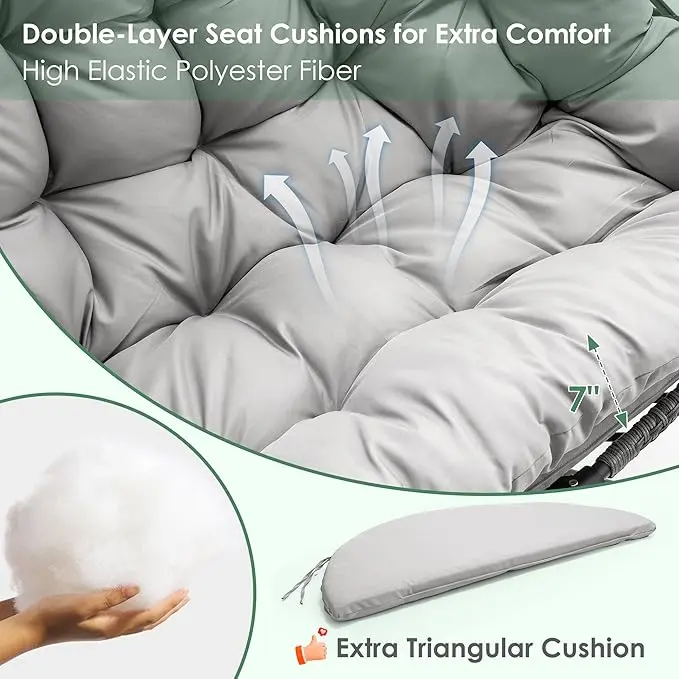 Double-Layer Seat Cushions for Extra Comfort
High Elastic Polyester Fiber
7"
Extra Triangular Cushion